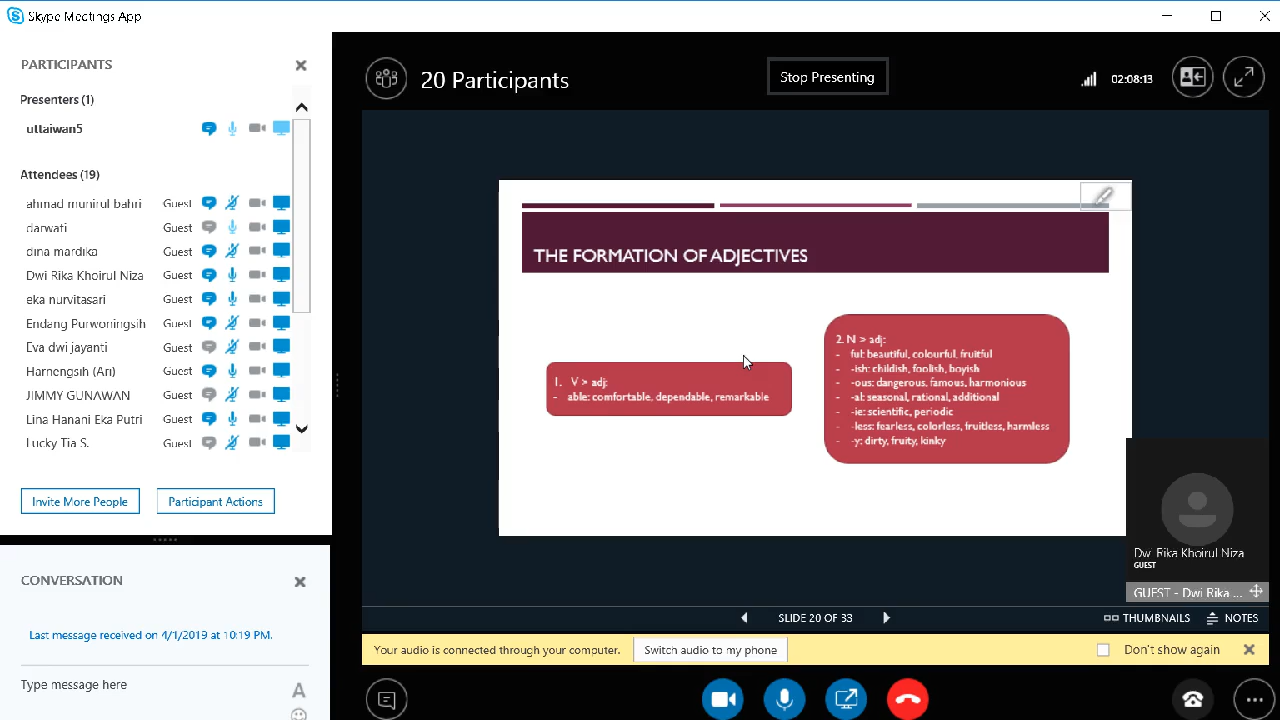 Skype Meetings App
PARTICIPANTS
Presenters (1)
uttaiwan5
Attendees (19)
ahmad munirul bahri Guest
darwati Guest
dina mardika Guest
Dwi Rika Khoirul Niza Guest
eka nurvitasari Guest
Endang Purwoningsih Guest
Eva dwi jayanti Guest
Harnengsih (Ari) Guest
JIMMY GUNAWAN Guest
Lina Hanani Eka Putri Guest
Lucky Tia S. Guest
Invite More People Participant Actions
CONVERSATION
Last message received on 4/1/2019 at 10:19 PM.
Type message here
A
20 Participants
Stop Presenting
02:08:13
THE FORMATION OF ADJECTIVES
1. V > adj:
- able: comfortable, dependable, remarkable
2. N > adj:
- ful: beautiful, colourful, fruitful
- -ish: childish, foolish, boyish
- -ous: dangerous, famous, harmonious
- -al: seasonal, rational, additional
- -ie: scientific, periodic
- -less: fearless, colorless, fruitless, harmless
- -y: dirty, fruity, kinky
Dwi Rika Khoirul Niza
GUEST
GUEST - Dwi Rika ...
SLIDE 20 OF 33
THUMBNAILS NOTES
Your audio is connected through your computer. Switch audio to my phone Don't show again